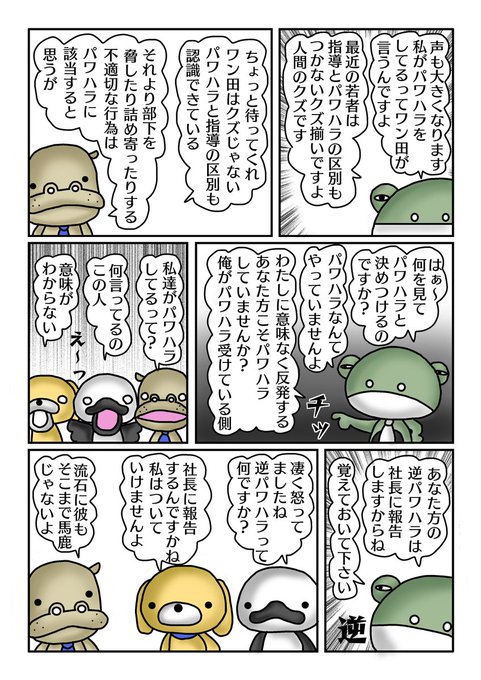 声も大きくなります
私がパワハラを
してるってワン田が
言うんですよ
最近の若者は
指導とパワハラの区別も
つかないクズ揃いですよ
人間のクズです
ちょっと待ってくれ
ワン田はクズじゃない
パワハラと指導の区別も
認識できている
それより部下を
脅したり詰め寄ったりする
不適切な行為は
パワハラに
該当すると
思うが
はぁ〜
何を見て
パワハラと
決めつけるの
ですか?
パワハラなんて
やっていませんよ
わたしに意味なく反発する
あなた方こそパワハラ
していませんか?
俺がパワハラ受けている側
チッ
私達がパワハラ
してるって?
何言ってるの
この人
え〜っ
意味が
わからない
あなた方の
逆パワハラは
社長に報告
しますからね
覚えておいて下さい
逆
凄く怒って
ましたね
逆パワハラって
何ですか?
社長に報告
するんですかね
私はついて
いけませんよ
流石に彼も
そこまで馬鹿
じゃないよ